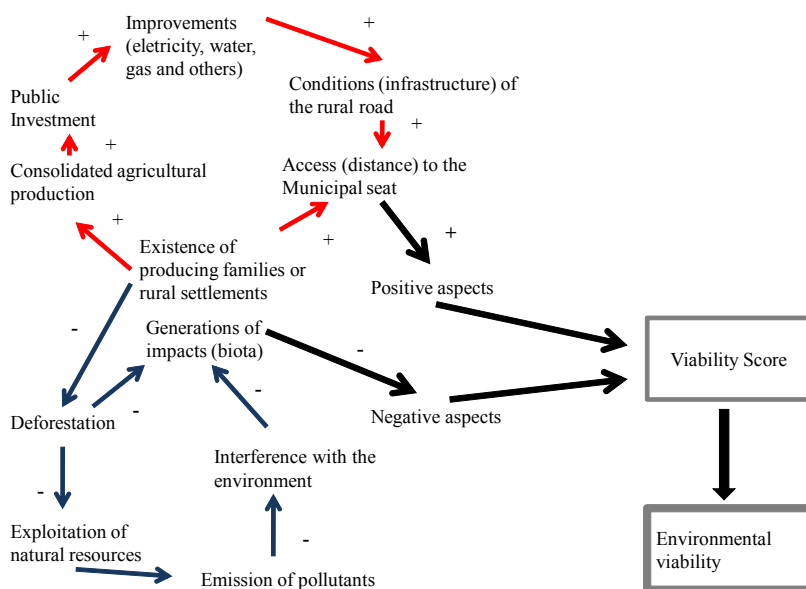 +
Improvements
(eletricity, water,
gas and others)
+
Conditions (infrastructure) of
the rural road
Public
Investment
+
+
Consolidated agricultural
production
Access (distance) to the
Municipal seat
+
+
+
Existence of
producing families or
rural settlements
Positive aspects
-
Generations of
impacts (biota)
-
Viability Score
-
-
Deforestation
Negative aspects
Interference with the
environment
-
Exploitation of
natural resources
-
Environmental
viability
Emission of pollutants